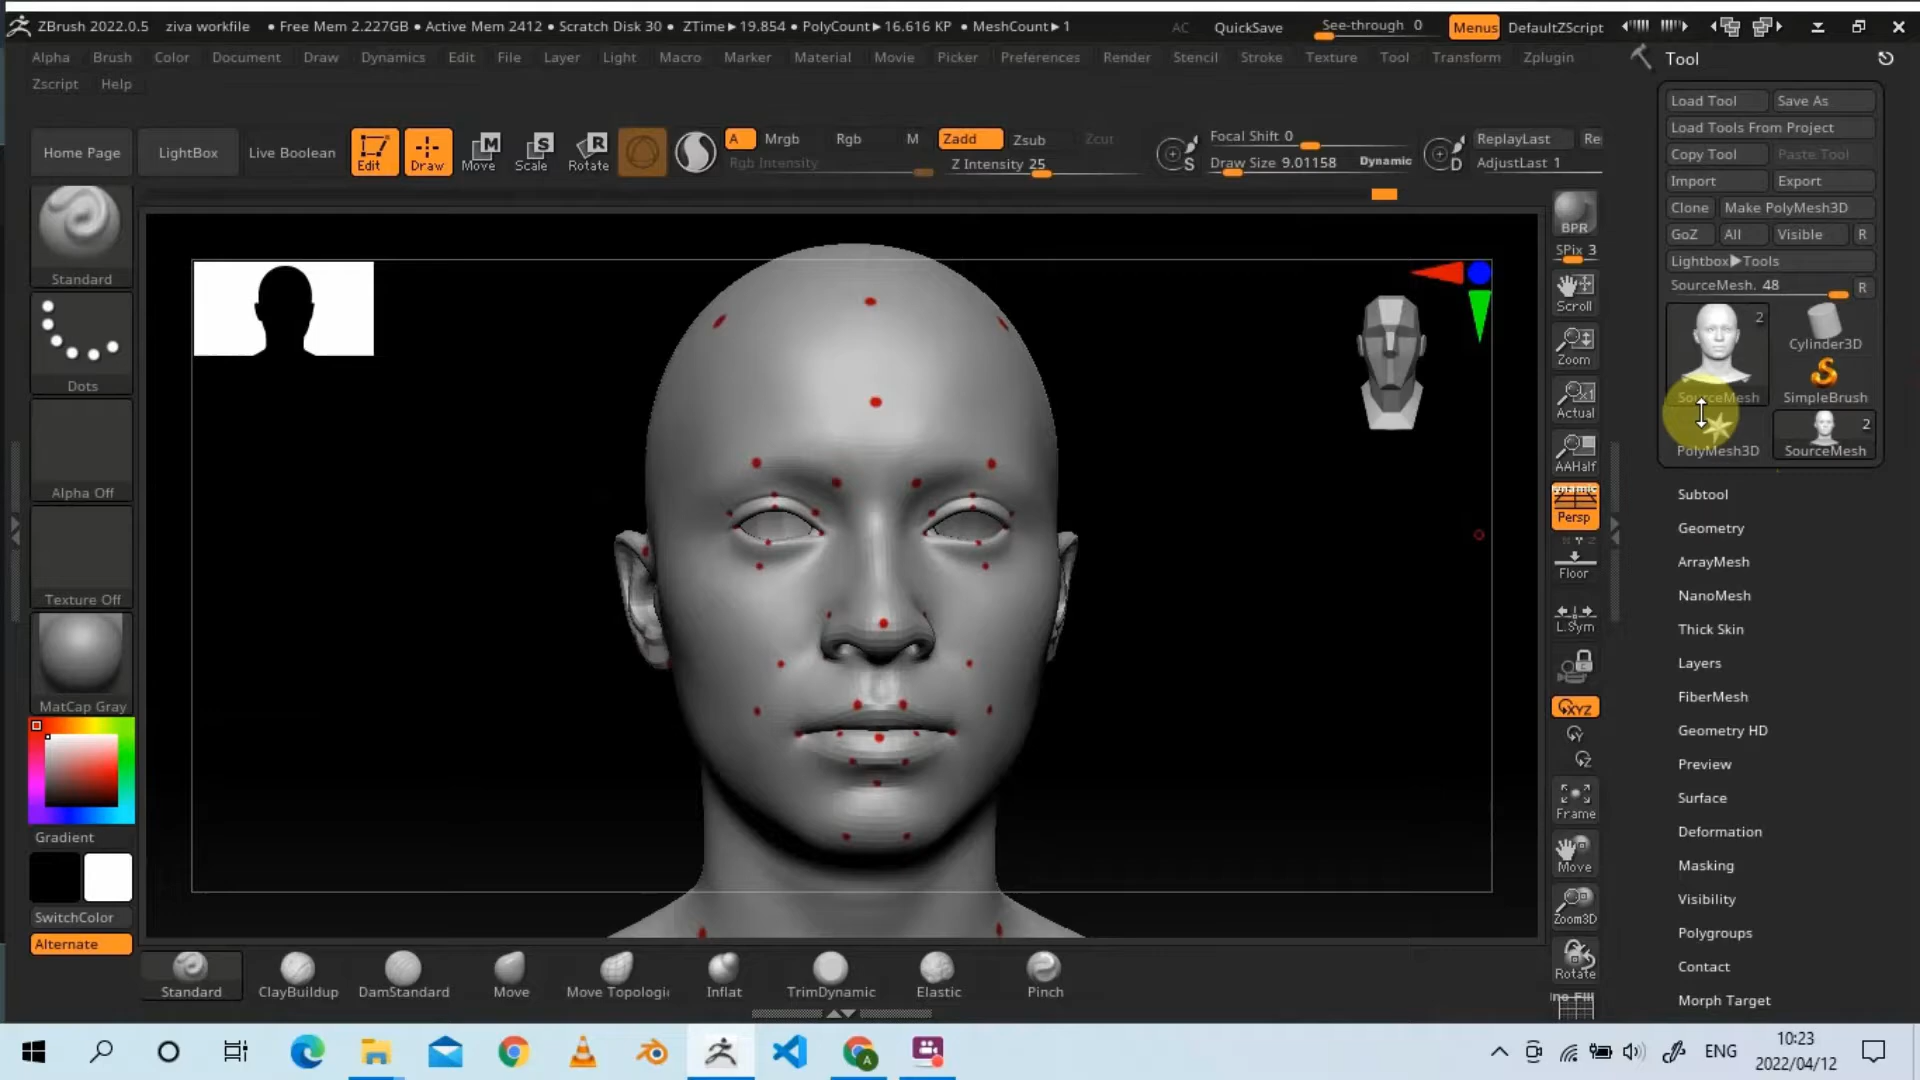 ZBrush 2022.0.5 ziva workfile • Free Mem 2.227GB • Active Mem 2412 • Scratch Disk 30 • ZTime▶19.854 • PolyCount▶16.616 KP • MeshCount▶1 AC QuickSave See-through 0 Menus DefaultZScript
Alpha Brush Color Document Draw Dynamics Edit File Layer Light Macro Marker Material Movie Picker Preferences Render Stencil Stroke Texture Tool Transform Zplugin
Zscript Help
Home Page LightBox Live Boolean Edit Draw Move Scale Rotate
A Mrgb Rgb M Zadd Zsub Zcut
Rgb Intensity Z Intensity 25
M S R
S Focal Shift 0
Draw Size 9.01158 Dynamic
D ReplayLast Re
AdjustLast 1
Standard
Dots
Alpha Off
Texture Off
MatCap Gray
Gradient
SwitchColor
Alternate
BPR
SPix 3
Scroll
Zoom
Actual
AAHalf
Dynamic
Persp
X Y Z
Floor
L.Sym
XYZ
Y
Z
Frame
Move
Zoom3D
Rotate
Line Fill
Tool
Load Tool Save As
Load Tools From Project
Copy Tool Paste Tool
Import Export
Clone Make PolyMesh3D
GoZ All Visible R
Lightbox▶Tools
SourceMesh. 48 R
2
SourceMesh Cylinder3D
SimpleBrush
2
PolyMesh3D SourceMesh
Subtool
Geometry
ArrayMesh
NanoMesh
Thick Skin
Layers
FiberMesh
Geometry HD
Preview
Surface
Deformation
Masking
Visibility
Polygroups
Contact
Morph Target
Standard ClayBuildup DamStandard Move Move Topologi Inflat TrimDynamic Elastic Pinch
A
ENG
10:23
2022/04/12